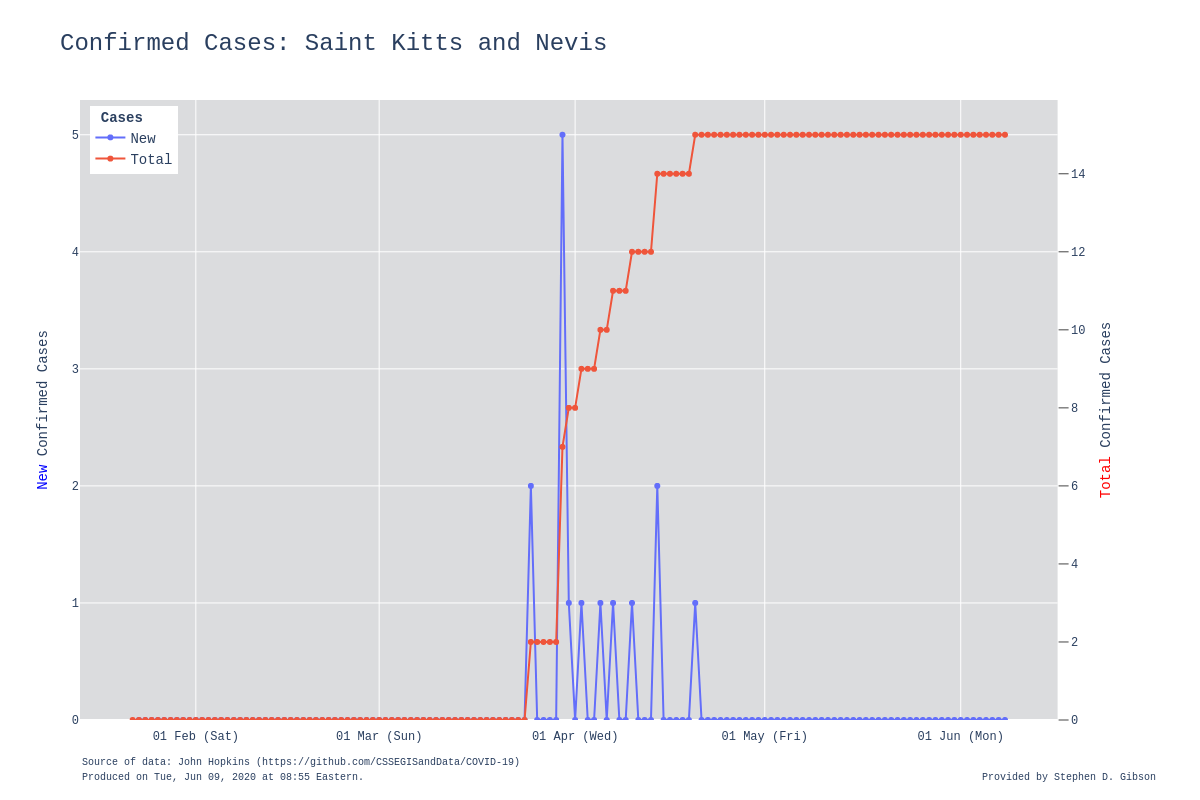 Confirmed Cases: Saint Kitts and Nevis
Cases
New
Total
5
4
3
2
1
0
14
12
10
8
6
4
2
0
New Confirmed Cases
Total Confirmed Cases
01 Feb (Sat) 01 Mar (Sun) 01 Apr (Wed) 01 May (Fri) 01 Jun (Mon)
Source of data: John Hopkins (https://github.com/CSSEGISandData/COVID-19)
Produced on Tue, Jun 09, 2020 at 08:55 Eastern.
Provided by Stephen D. Gibson